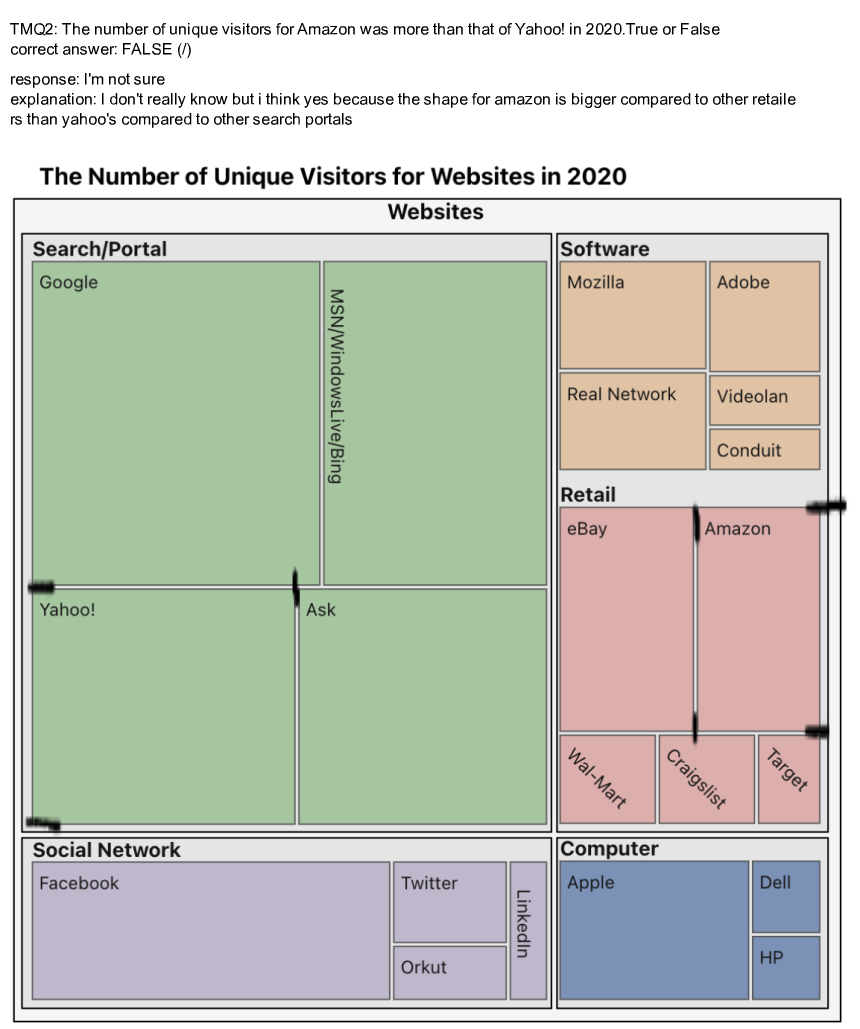 TMQ2: The number of unique visitors for Amazon was more than that of Yahoo! in 2020.True or False
correct answer: FALSE (/)
response: I'm not sure
explanation: I don't really know but i think yes because the shape for amazon is bigger compared to other retaile
rs than yahoo's compared to other search portals
The Number of Unique Visitors for Websites in 2020
Websites
Search/Portal
Google
MSN/WindowsLive/Bing
Yahoo!
Ask
Software
Mozilla
Adobe
Real Network
Videolan
Conduit
Retail
eBay
Amazon
Wal-Mart
Craigslist
Target
Social Network
Facebook
Twitter
Orkut
LinkedIn
Computer
Apple
Dell
HP